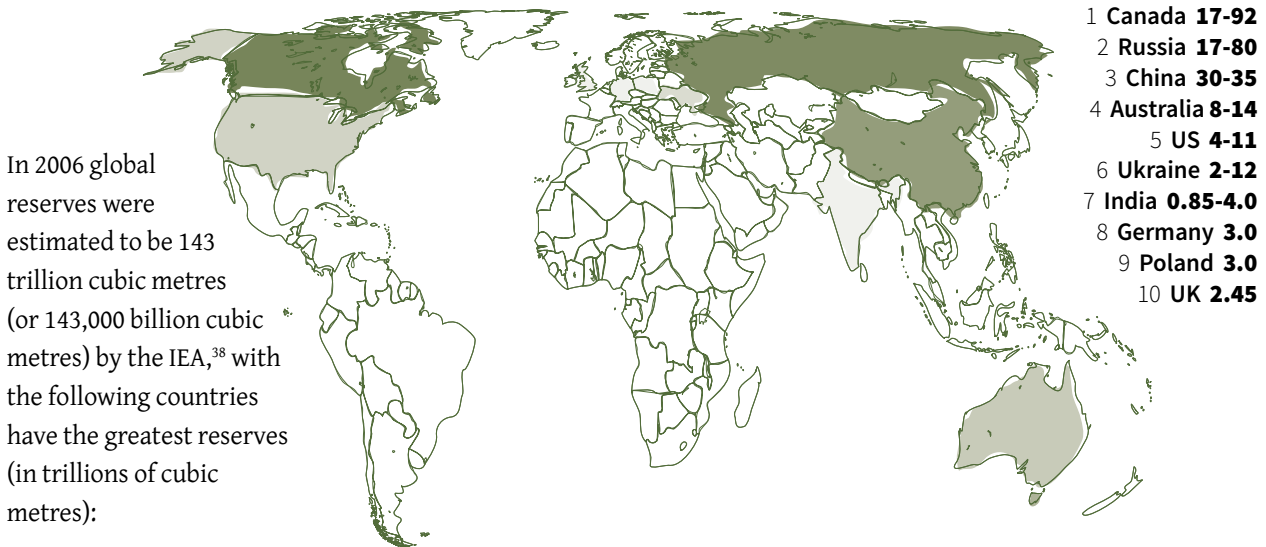 In 2006 global
reserves were
estimated to be 143
trillion cubic metres
(or 143,000 billion cubic
metres) by the IEA,³⁸ with
the following countries
have the greatest reserves
(in trillions of cubic
metres):
1 Canada 17-92
2 Russia 17-80
3 China 30-35
4 Australia 8-14
5 US 4-11
6 Ukraine 2-12
7 India 0.85-4.0
8 Germany 3.0
9 Poland 3.0
10 UK 2.45